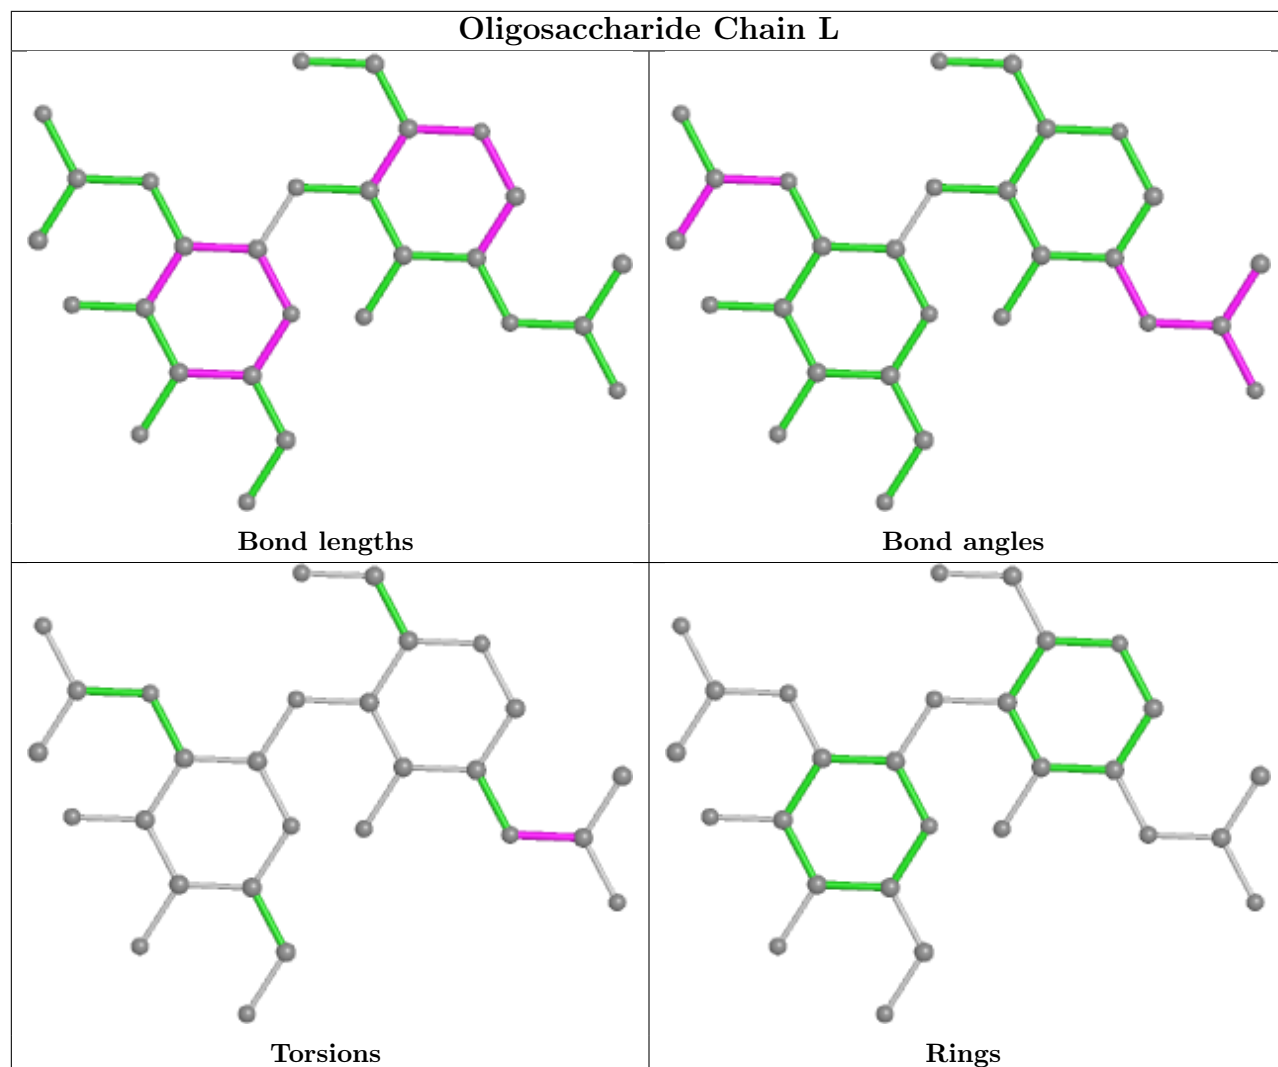 Oligosaccharide Chain L
Bond lengths
Bond angles
Torsions
Rings